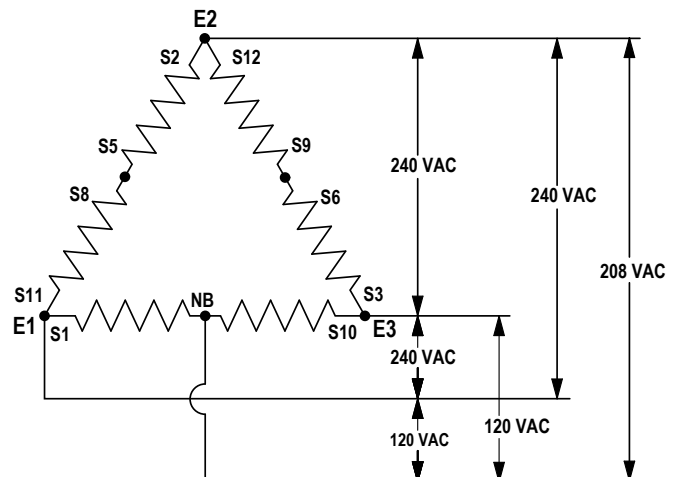 E2
S2
S12
S5
S9
240 VAC
S8
S6
240 VAC
208 VAC
S11
NB
S3
E1
S1
S10
E3
240 VAC
120 VAC
120 VAC